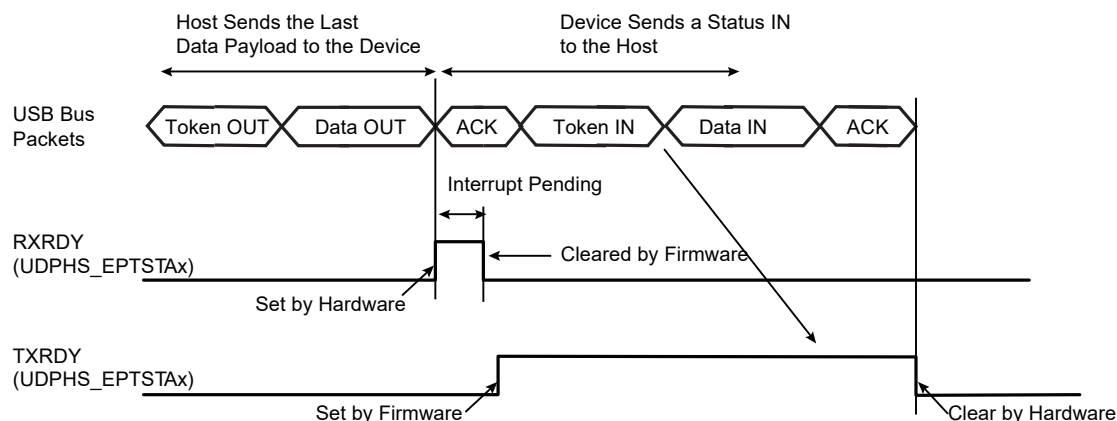 Host Sends the Last
Data Payload to the Device
Device Sends a Status IN
to the Host
USB Bus
Packets
Token OUT
Data OUT
ACK
Token IN
Data IN
ACK
Interrupt Pending
RXRDY
(UDPHS_EPTSTAx)
Cleared by Firmware
Set by Hardware
TXRDY
(UDPHS_EPTSTAx)
Set by Firmware
Clear by Hardware